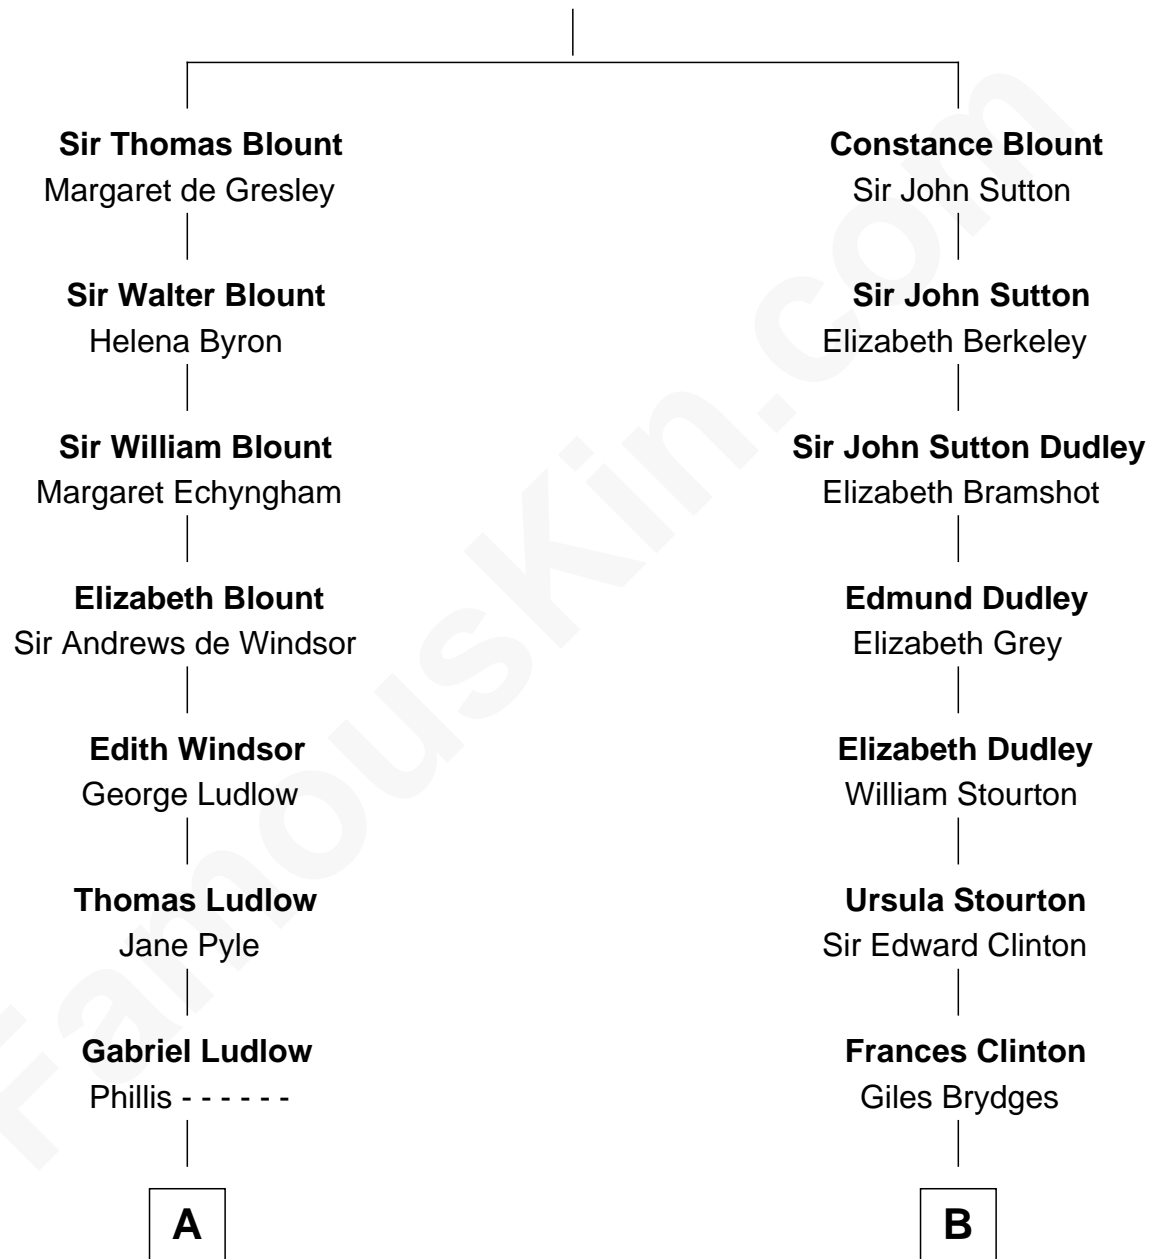 Sir Thomas Blount
Margaret de Gresley
Sir Walter Blount
Helena Byron
Sir William Blount
Margaret Echyngham
Elizabeth Blount
Sir Andrews de Windsor
Edith Windsor
George Ludlow
Thomas Ludlow
Jane Pyle
Gabriel Ludlow
Phillis - - - - - -
A
Constance Blount
Sir John Sutton
Sir John Sutton
Elizabeth Berkeley
Sir John Sutton Dudley
Elizabeth Bramshot
Edmund Dudley
Elizabeth Grey
Elizabeth Dudley
William Stourton
Ursula Stourton
Sir Edward Clinton
Frances Clinton
Giles Brydges
B
FamousKin.com